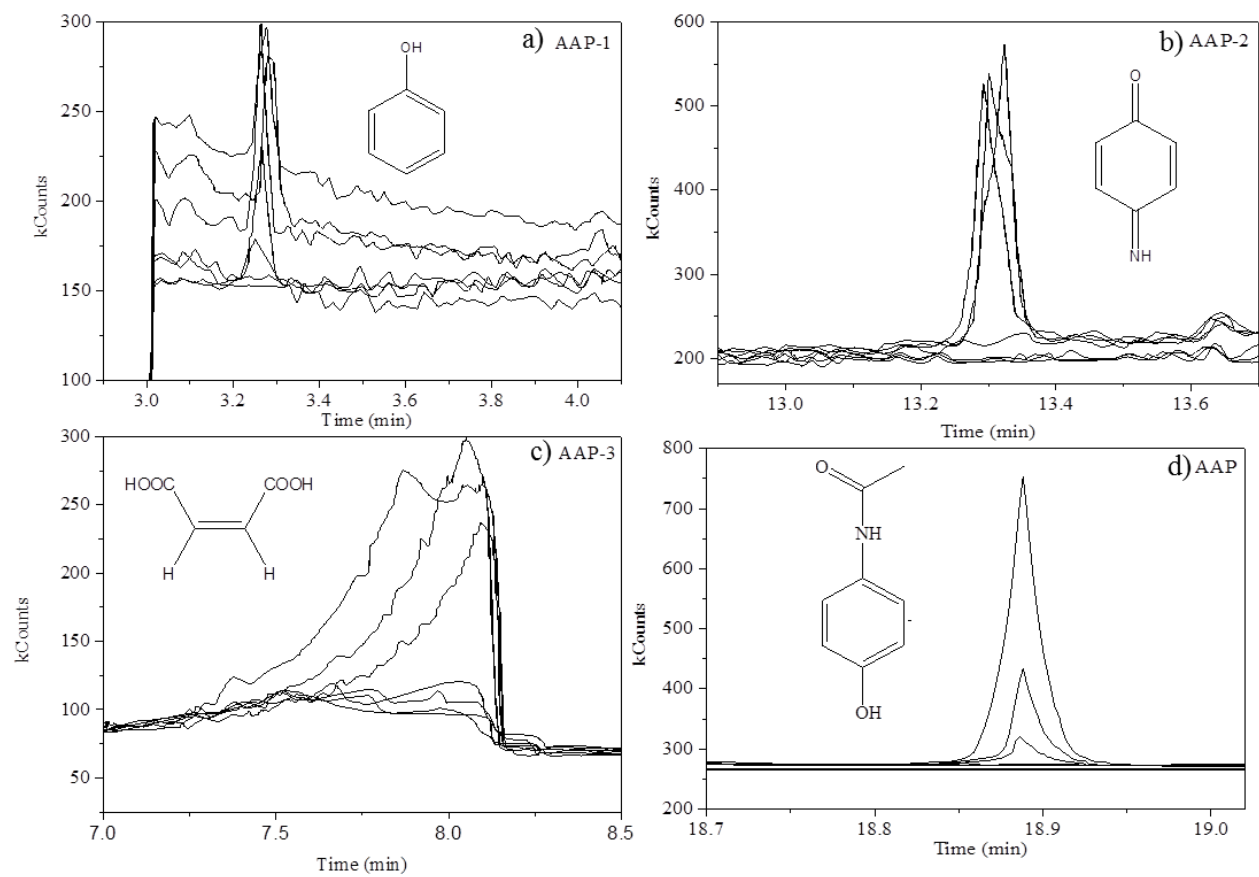 a) AAP-1
300
250
200
150
100
kCounts
3.0 3.2 3.4 3.6 3.8 4.0
Time (min)
OH
b) AAP-2
600
500
400
300
200
kCounts
13.0 13.2 13.4 13.6
Time (min)
O
NH
c) AAP-3
300
250
200
150
100
50
kCounts
7.0 7.5 8.0 8.5
Time (min)
HOOC COOH
H H
d) AAP
800
700
600
500
400
300
200
kCounts
18.7 18.8 18.9 19.0
Time (min)
O
NH
OH